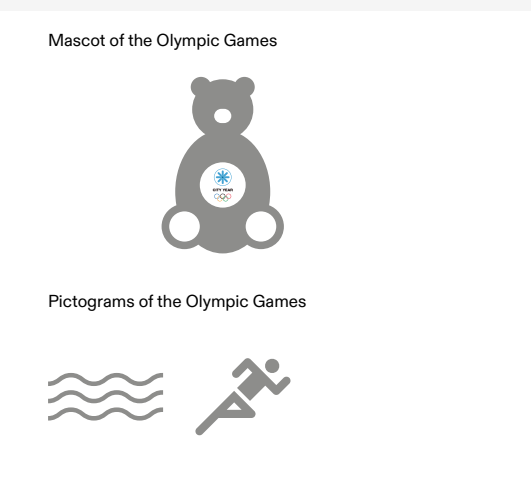 Mascot of the Olympic Games
CITY YEAR
Pictograms of the Olympic Games